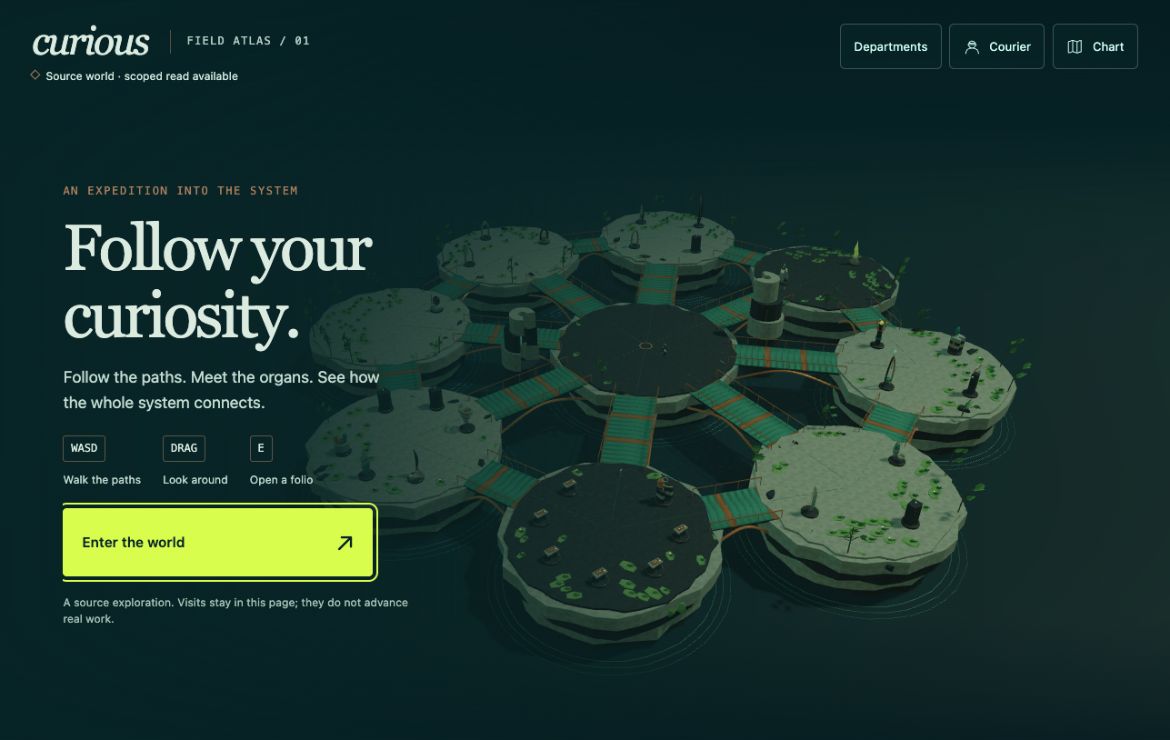 curious
FIELD ATLAS / 01
Source world · scoped read available
Departments
Courier
Chart
AN EXPEDITION INTO THE SYSTEM
Follow your
curiosity.
Follow the paths. Meet the organs. See how
the whole system connects.
WASD
DRAG
E
Walk the paths
Look around
Open a folio
Enter the world
A source exploration. Visits stay in this page; they do not advance
real work.